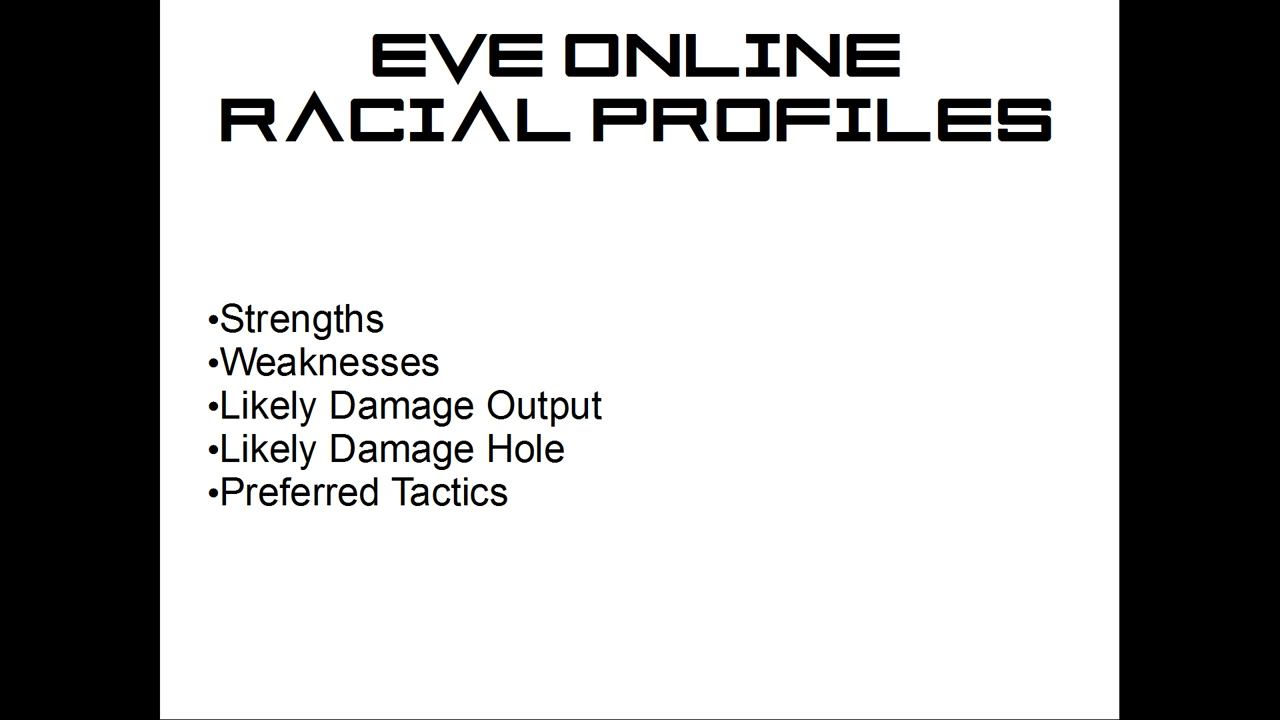 EVE ONLINE
RACIAL PROFILES
•Strengths
•Weaknesses
•Likely Damage Output
•Likely Damage Hole
•Preferred Tactics